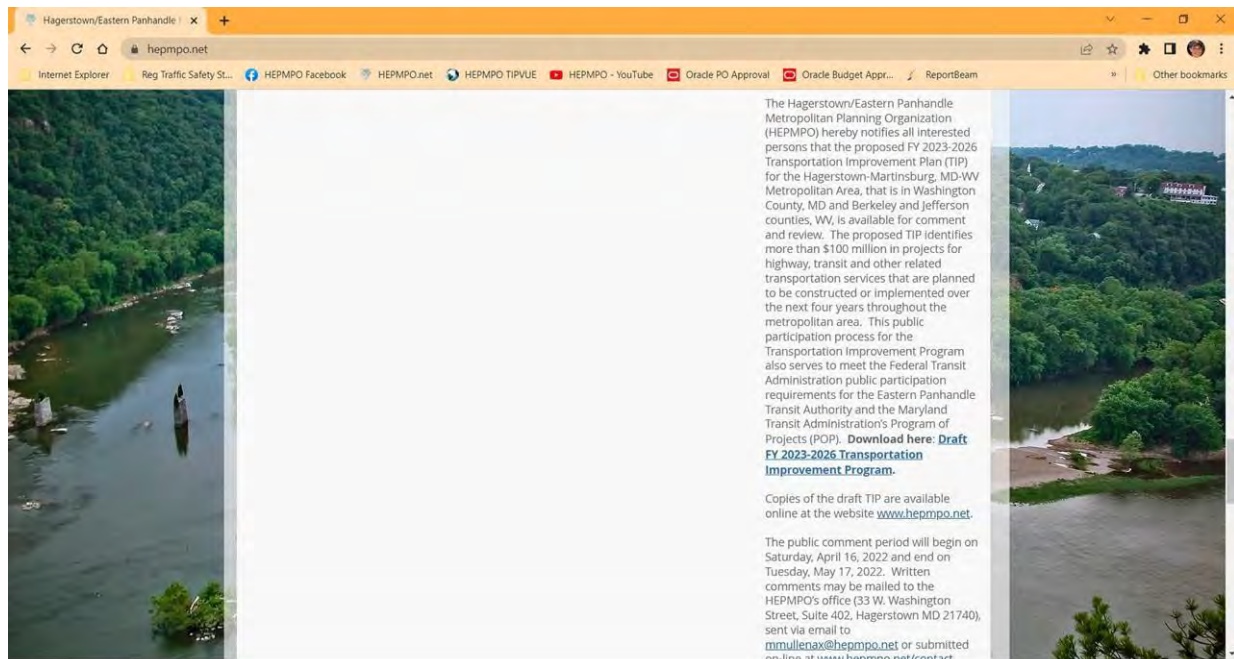 Hagerstown/Eastern Panhandle
hepmpo.net
Internet Explorer
Reg Traffic Safety St...
HEPMPO Facebook
HEPMPO.net
HEPMPO TIPVUE
HEPMPO - YouTube
Oracle PO Approval
Oracle Budget Appr...
ReportBeam
Other bookmarks
The Hagerstown/Eastern Panhandle
Metropolitan Planning Organization
(HEPMPO) hereby notifies all interested
persons that the proposed FY 2023-2026
Transportation Improvement Plan (TIP)
for the Hagerstown-Martinsburg, MD-WV
Metropolitan Area, that is in Washington
County, MD and Berkeley and Jefferson
counties, WV, is available for comment
and review. The proposed TIP identifies
more than $100 million in projects for
highway, transit and other related
transportation services that are planned
to be constructed or implemented over
the next four years throughout the
metropolitan area. This public
participation process for the
Transportation Improvement Program
also serves to meet the Federal Transit
Administration public participation
requirements for the Eastern Panhandle
Transit Authority and the Maryland
Transit Administration's Program of
Projects (POP). Download here: Draft
FY 2023-2026 Transportation
Improvement Program.
Copies of the draft TIP are available
online at the website www.hepmpo.net.
The public comment period will begin on
Saturday, April 16, 2022 and end on
Tuesday, May 17, 2022. Written
comments may be mailed to the
HEPMPO's office (33 W. Washington
Street, Suite 402, Hagerstown MD 21740),
sent via email to
mmullenax@hepmpo.net or submitted
on-line at www.hepmpo.net/contact